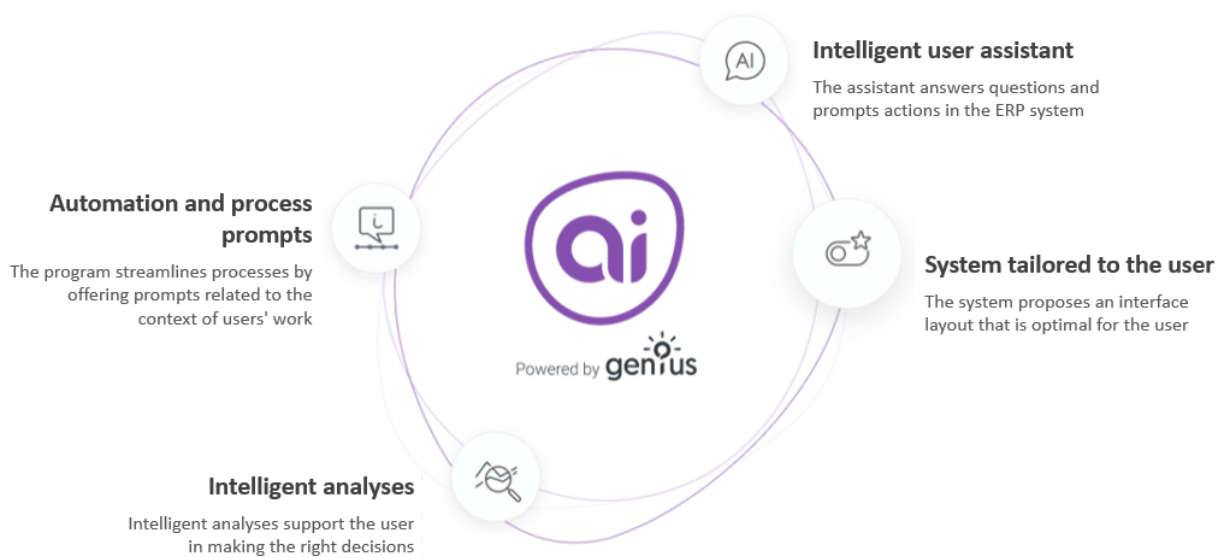 AI
Intelligent user assistant
The assistant answers questions and
prompts actions in the ERP system
Automation and process
prompts
The program streamlines processes by
offering prompts related to the
context of users' work
i
ai
Powered by genius
System tailored to the user
The system proposes an interface
layout that is optimal for the user
Intelligent analyses
Intelligent analyses support the user
in making the right decisions